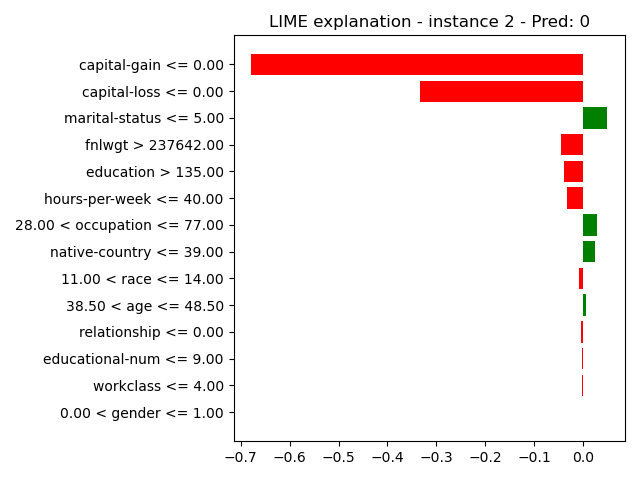 LIME explanation - instance 2 - Pred: 0
capital-gain <= 0.00
capital-loss <= 0.00
marital-status <= 5.00
fnlwgt > 237642.00
education > 135.00
hours-per-week <= 40.00
28.00 < occupation <= 77.00
native-country <= 39.00
11.00 < race <= 14.00
38.50 < age <= 48.50
relationship <= 0.00
educational-num <= 9.00
workclass <= 4.00
0.00 < gender <= 1.00
−0.7 −0.6 −0.5 −0.4 −0.3 −0.2 −0.1 0.0